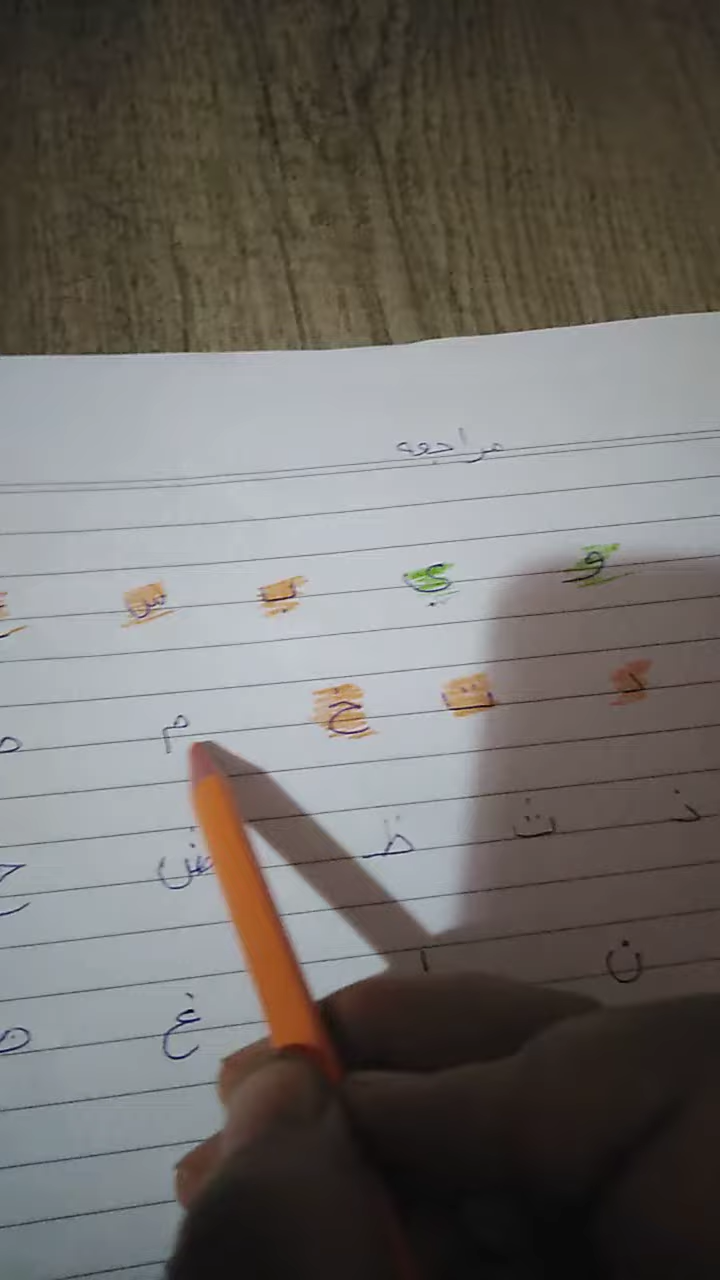 مراجعه
و ي ب س
د ت خ م
ذ ث ظ ض
ن ا
غ